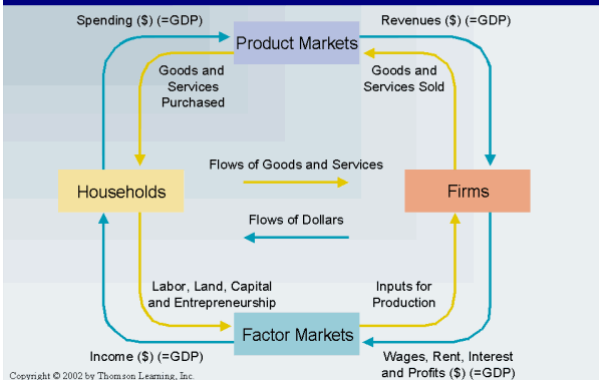 Spending ($) (=GDP)
Revenues ($) (=GDP)
Product Markets
Goods and
Services
Purchased
Goods and
Services Sold
Flows of Goods and Services
Households
Firms
Flows of Dollars
Labor, Land, Capital
and Entrepreneurship
Inputs for
Production
Factor Markets
Income ($) (=GDP)
Wages, Rent, Interest
and Profits ($) (=GDP)
Copyright © 2002 by Thomson Learning, Inc.